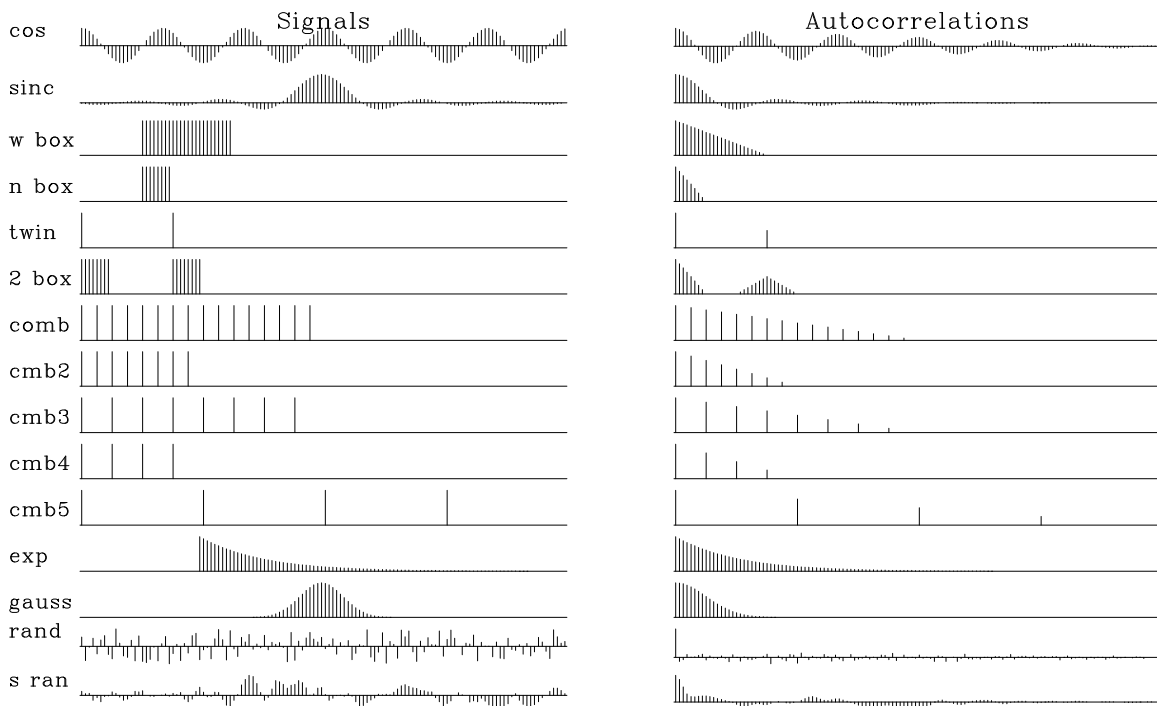 Signals
Autocorrelations
cos
sinc
w box
n box
twin
2 box
comb
cmb2
cmb3
cmb4
cmb5
exp
gauss
rand
s ran